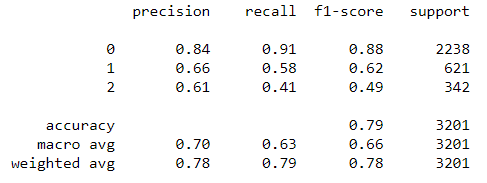 precision recall f1-score support
0 0.84 0.91 0.88 2238
1 0.66 0.58 0.62 621
2 0.61 0.41 0.49 342
accuracy 0.79 3201
macro avg 0.70 0.63 0.66 3201
weighted avg 0.78 0.79 0.78 3201